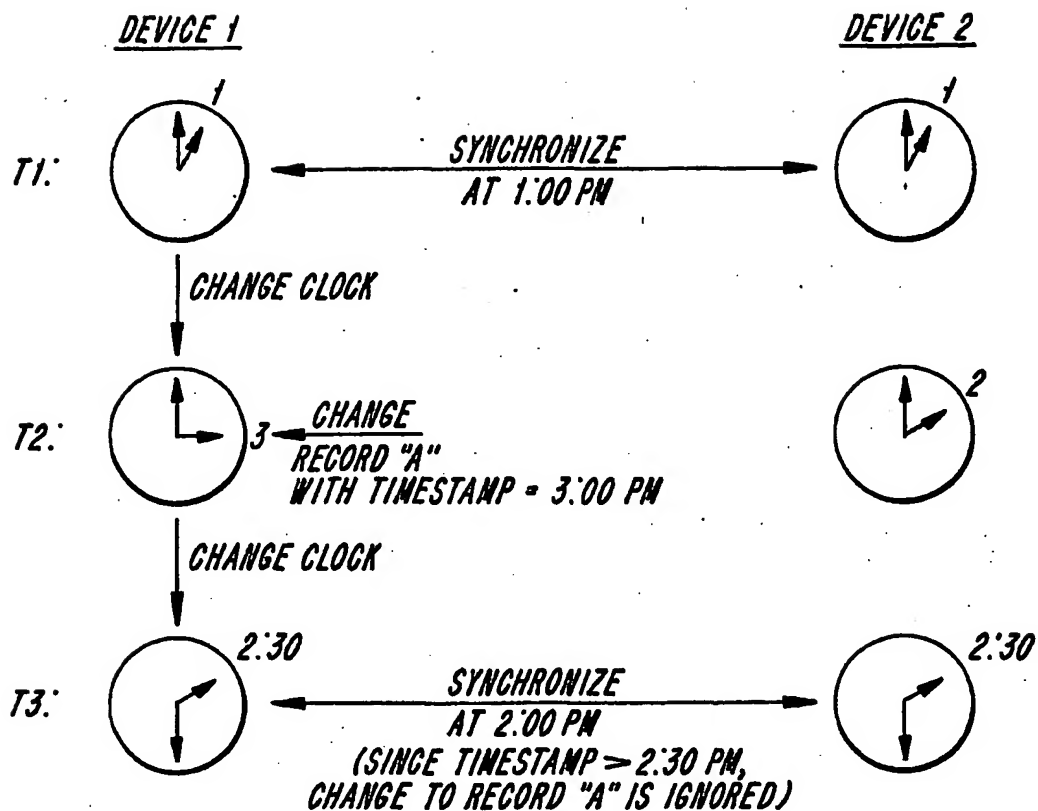 DEVICE 1
DEVICE 2
1
1
T1:
SYNCHRONIZE
AT 1:00 PM
CHANGE CLOCK
T2:
3
CHANGE
RECORD "A"
WITH TIMESTAMP = 3:00 PM
2
CHANGE CLOCK
2:30
2:30
T3:
SYNCHRONIZE
AT 2:00 PM
(SINCE TIMESTAMP > 2:30 PM,
CHANGE TO RECORD "A" IS IGNORED)